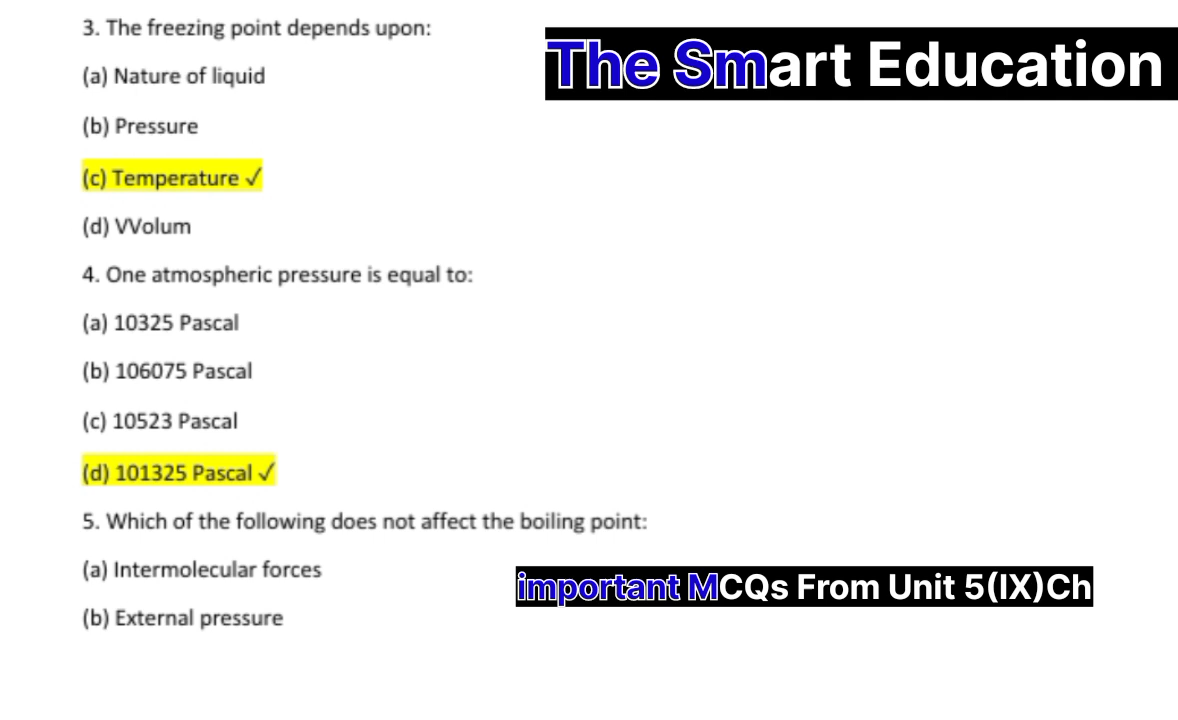 3. The freezing point depends upon:
The Smart Education
(a) Nature of liquid
(b) Pressure
(c) Temperature ✓
(d) VVolum
4. One atmospheric pressure is equal to:
(a) 10325 Pascal
(b) 106075 Pascal
(c) 10523 Pascal
(d) 101325 Pascal ✓
5. Which of the following does not affect the boiling point:
(a) Intermolecular forces
important MCQs From Unit 5(IX)Ch
(b) External pressure